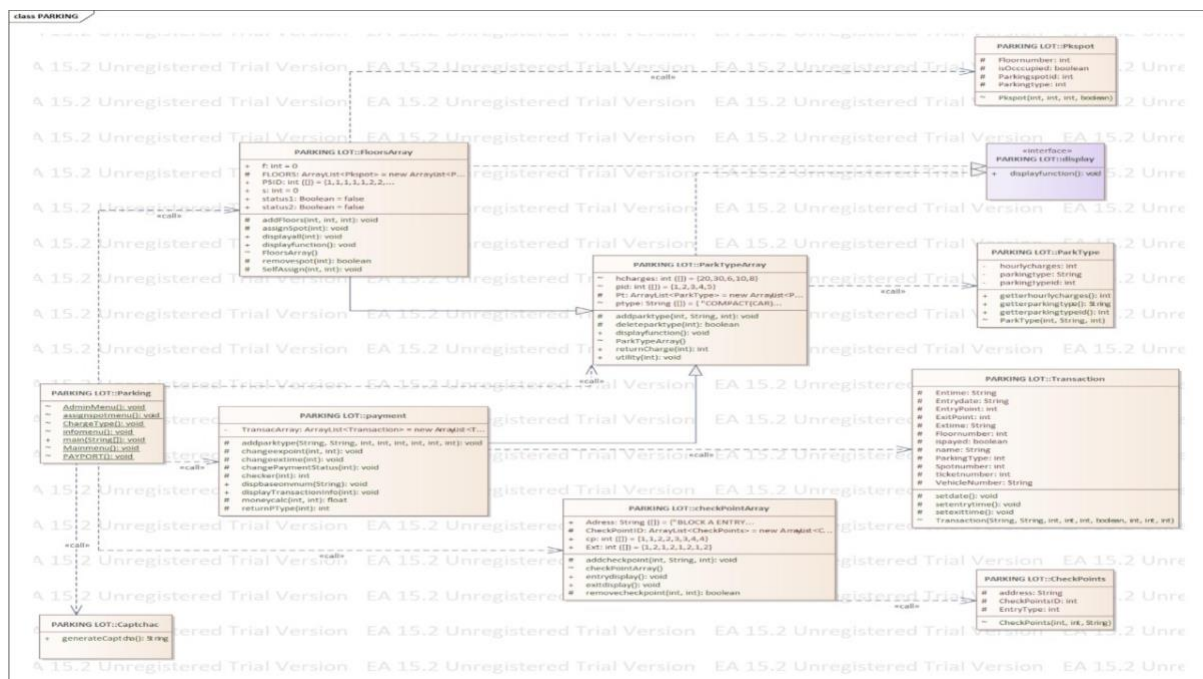 class PARKING
PARKING LOT::Pkspot
# Floornumber: int
# isOcccupied: boolean
# Parkingspotid: int
# Parkingtype: int
~ Pkspot(int, int, int, boolean)
«call»
PARKING LOT::FloorsArray
+ f: int = 0
# FLOORS: ArrayList<Pkspot> = new ArrayList<P...
+ PSID: int ([]) = {1,1,1,1,1,2,2,...
+ s: int = 0
+ status1: Boolean = false
+ status2: Boolean = false
# addFloors(int, int, int): void
# assignSpot(int): void
+ displayall(int): void
+ displayfunction(): void
~ FloorsArray()
# removespot(int): boolean
# SelfAssign(int, int): void
«interface»
PARKING LOT::display
+ displayfunction(): void
«call»
PARKING LOT::ParkTypeArray
~ hcharges: int ([]) = {20,30,6,10,8}
~ pid: int ([]) = {1,2,3,4,5}
# Pt: ArrayList<ParkType> = new ArrayList<P...
~ ptype: String ([]) = { "COMPACT(CAR)...
# addparktype(int, String, int): void
# deleteparktype(int): boolean
+ displayfunction(): void
~ ParkTypeArray()
+ returnCharge(int): int
+ utility(int): void
«call»
PARKING LOT::ParkType
- hourlycharges: int
- parkingtype: String
- parkingtypeid: int
+ getterhourlycharges(): int
+ getterparkingtype(): String
+ getterparkingtypeid(): int
~ ParkType(int, String, int)
«call»
PARKING LOT::Parking
~ AdminMenu(): void
~ assignspotmenu(): void
~ ChargeType(): void
~ infomenu(): void
+ main(String[]): void
~ Mainmenu(): void
~ PAYPORT(): void
«call»
PARKING LOT::payment
- TransacArray: ArrayList<Transaction> = new ArrayList<T...
# addparktype(String, String, int, int, int, int, int, int): void
# changeexpoint(int, int): void
# changeextime(int): void
# changePaymentStatus(int): void
# checker(int): int
+ dispbaseonvnum(String): void
+ displayTransactionInfo(int): void
# moneycalc(int, int): float
# returnPType(int): int
«call»
PARKING LOT::Transaction
# Entime: String
# Entrydate: String
# EntryPoint: int
# ExitPoint: int
# Extime: String
# Floornumber: int
# ispayed: boolean
# name: String
# ParkingType: int
# Spotnumber: int
# ticketnumber: int
# VehicleNumber: String
# setdate(): void
# setentrytime(): void
# setexittime(): void
~ Transaction(String, String, int, int, int, boolean, int, int, int)
«call»
«call»
PARKING LOT::checkPointArray
+ Adress: String ([]) = {"BLOCK A ENTRY...
# CheckPointID: ArrayList<CheckPoints> = new ArrayList<C...
+ cp: int ([]) = {1,1,2,2,3,3,4,4}
+ Ext: int ([]) = {1,2,1,2,1,2,1,2}
# addcheckpoint(int, String, int): void
~ checkPointArray()
+ entrydisplay(): void
+ exitdisplay(): void
# removecheckpoint(int, int): boolean
«call»
PARKING LOT::CheckPoints
# address: String
# CheckPointsID: int
# EntryType: int
~ CheckPoints(int, int, String)
PARKING LOT::Captchac
+ generateCaptcha(): String
EA 15.2 Unregistered Trial Version